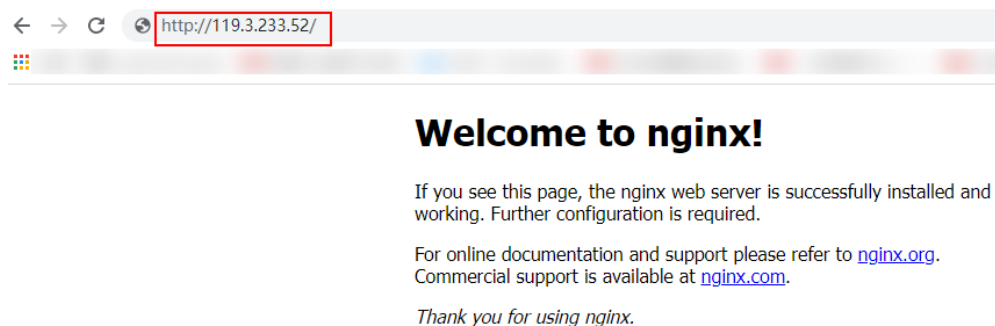 http://119.3.233.52/
Welcome to nginx!
If you see this page, the nginx web server is successfully installed and
working. Further configuration is required.
For online documentation and support please refer to nginx.org.
Commercial support is available at nginx.com.
Thank you for using nginx.